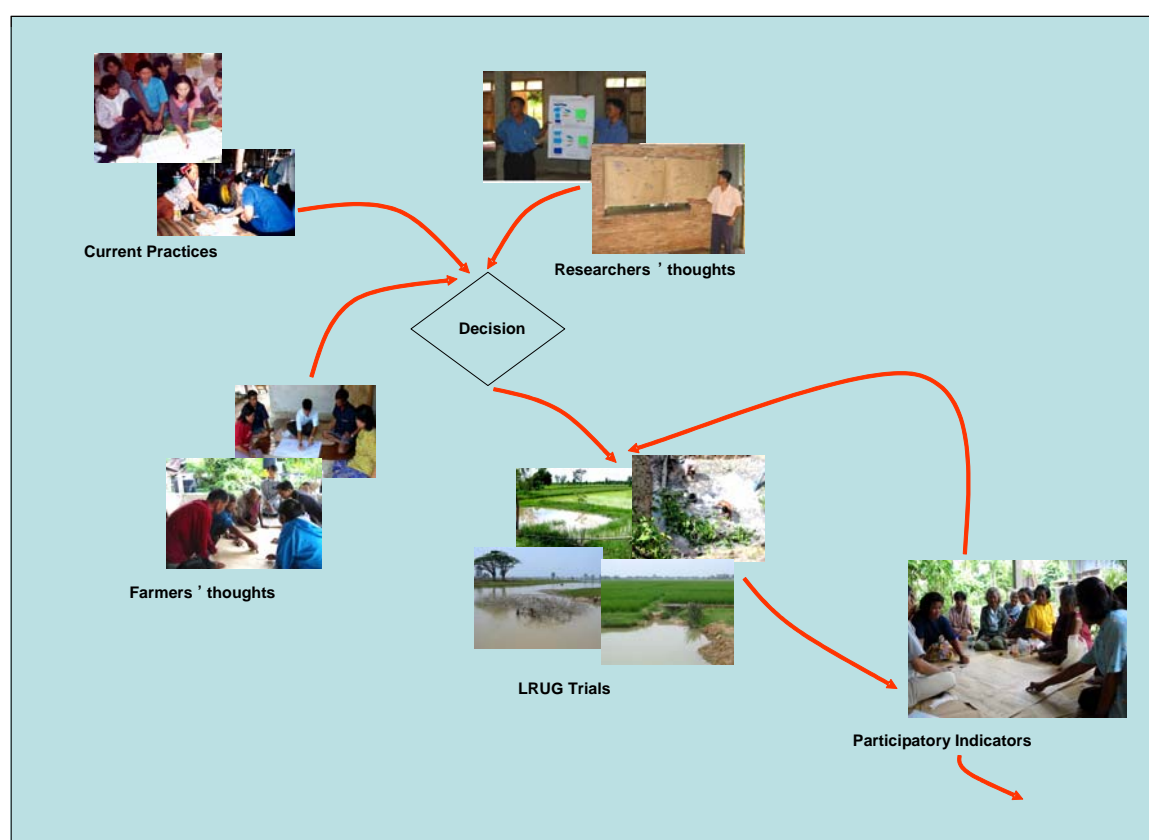 Current Practices
Researchers ’ thoughts
Decision
Farmers ’ thoughts
LRUG Trials
Participatory Indicators